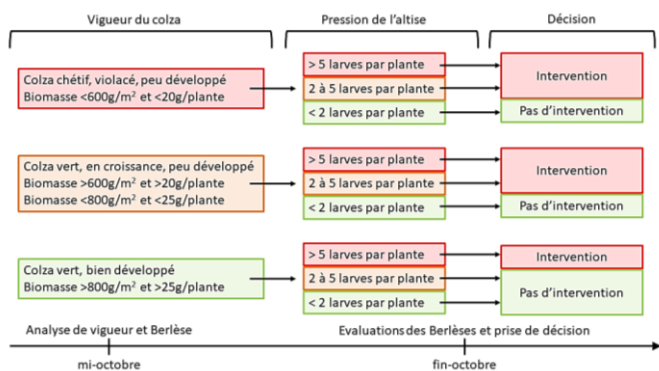 Vigueur du colza
Pression de l'altise
Décision
Colza chétif, violacé, peu développé
Biomasse <600g/m² et <20g/plante
> 5 larves par plante
2 à 5 larves par plante
< 2 larves par plante
Intervention
Pas d'intervention
Colza vert, en croissance, peu développé
Biomasse >600g/m² et >20g/plante
Biomasse <800g/m² et <25g/plante
> 5 larves par plante
2 à 5 larves par plante
< 2 larves par plante
Intervention
Pas d'intervention
Colza vert, bien développé
Biomasse >800g/m² et >25g/plante
> 5 larves par plante
2 à 5 larves par plante
< 2 larves par plante
Intervention
Pas d'intervention
Analyse de vigueur et Berlèse
Evaluations des Berlèses et prise de décision
mi-octobre
fin-octobre